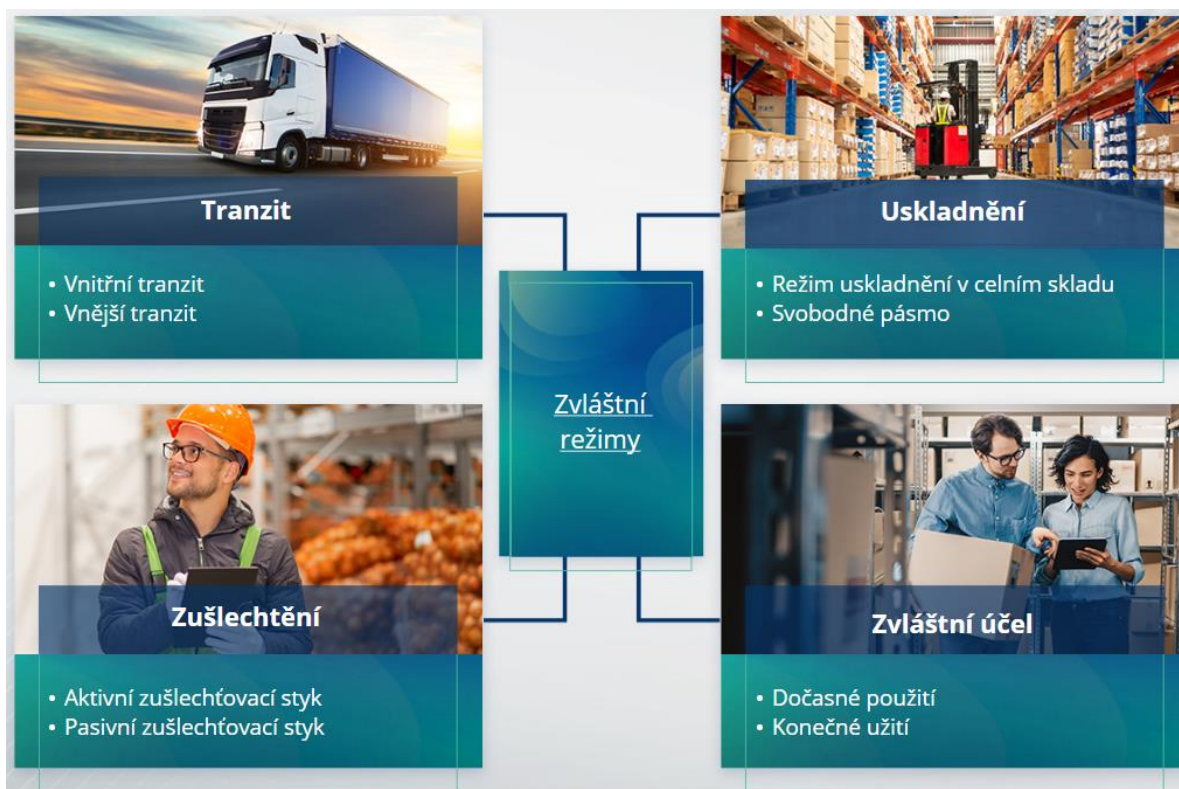 Tranzit
• Vnitřní tranzit
• Vnější tranzit
Uskladnění
• Režim uskladnění v celním skladu
• Svobodné pásmo
Zvláštní
režimy
Zušlechtění
• Aktivní zušlechťovací styk
• Pasivní zušlechťovací styk
Zvláštní účel
• Dočasné použití
• Konečné užití